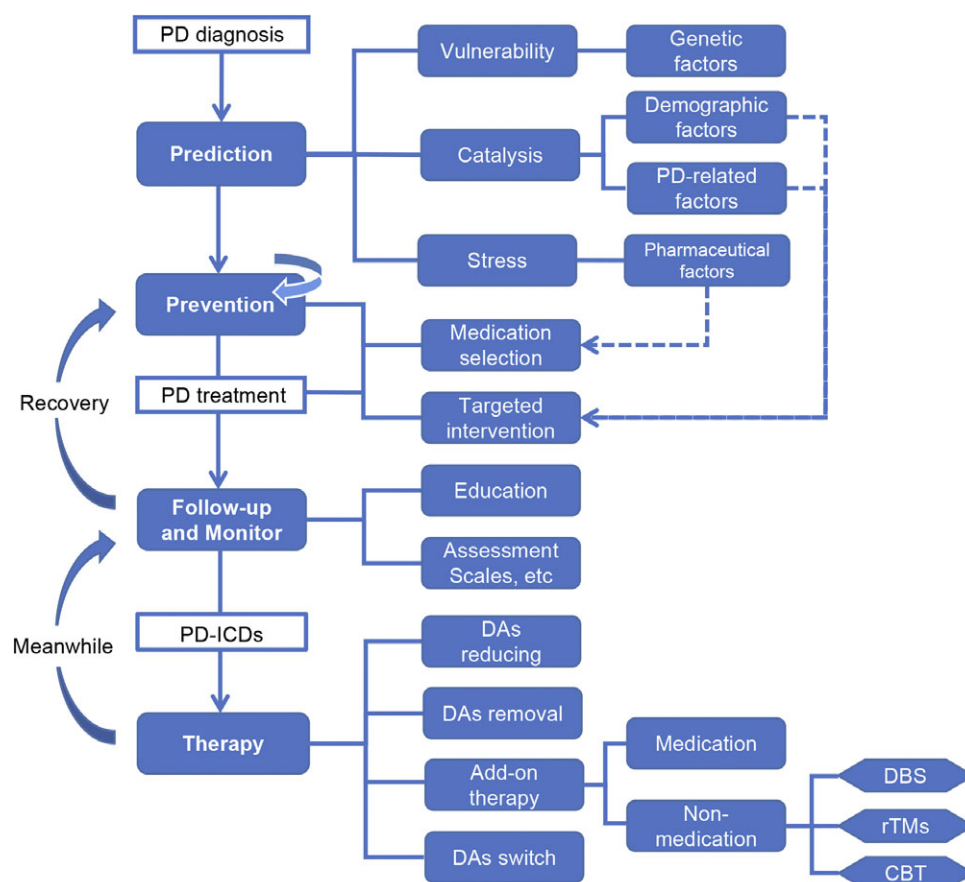 PD diagnosis
Vulnerability
Genetic
factors
Prediction
Catalysis
Demographic
factors
PD-related
factors
Stress
Pharmaceutical
factors
Prevention
Medication
selection
Recovery
PD treatment
Targeted
intervention
Follow-up
and Monitor
Education
Assessment
Scales, etc
Meanwhile
PD-ICDs
DAs
reducing
Therapy
DAs removal
Add-on
therapy
Medication
Non-
medication
DBS
rTMs
CBT
DAs switch